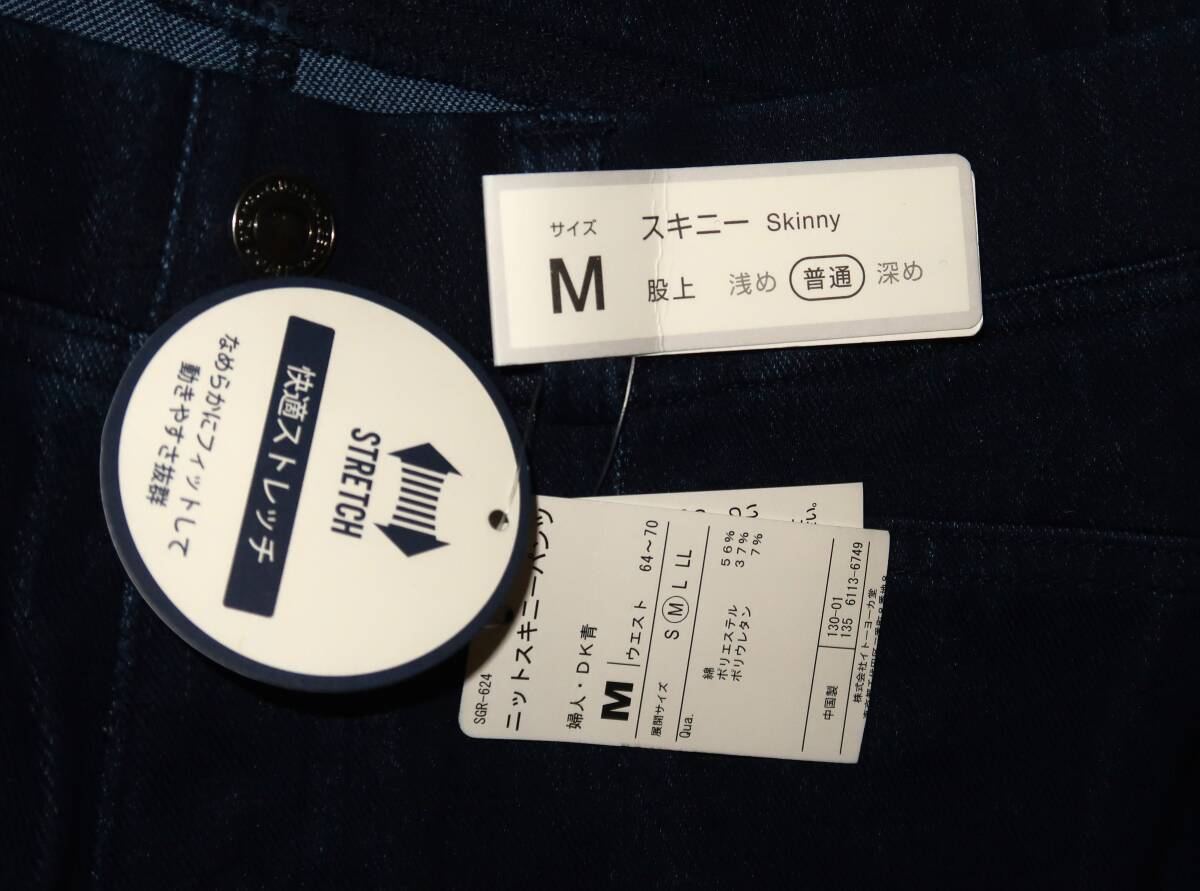 サイズ
M
スキニー Skinny
股上 浅め 普通 深め
STRETCH
快適ストレッチ
なめらかにフィットして
動きやすさ抜群
SGR-624
ニットスキニーパンツ
婦人・DK青
M ウエスト 64～70
展開サイズ S M L LL
Qua.
綿 56%
ポリエステル 37%
ポリウレタン 7%
中国製
130-01
135 6113-6749
株式会社イトーヨーカ堂
い
い。